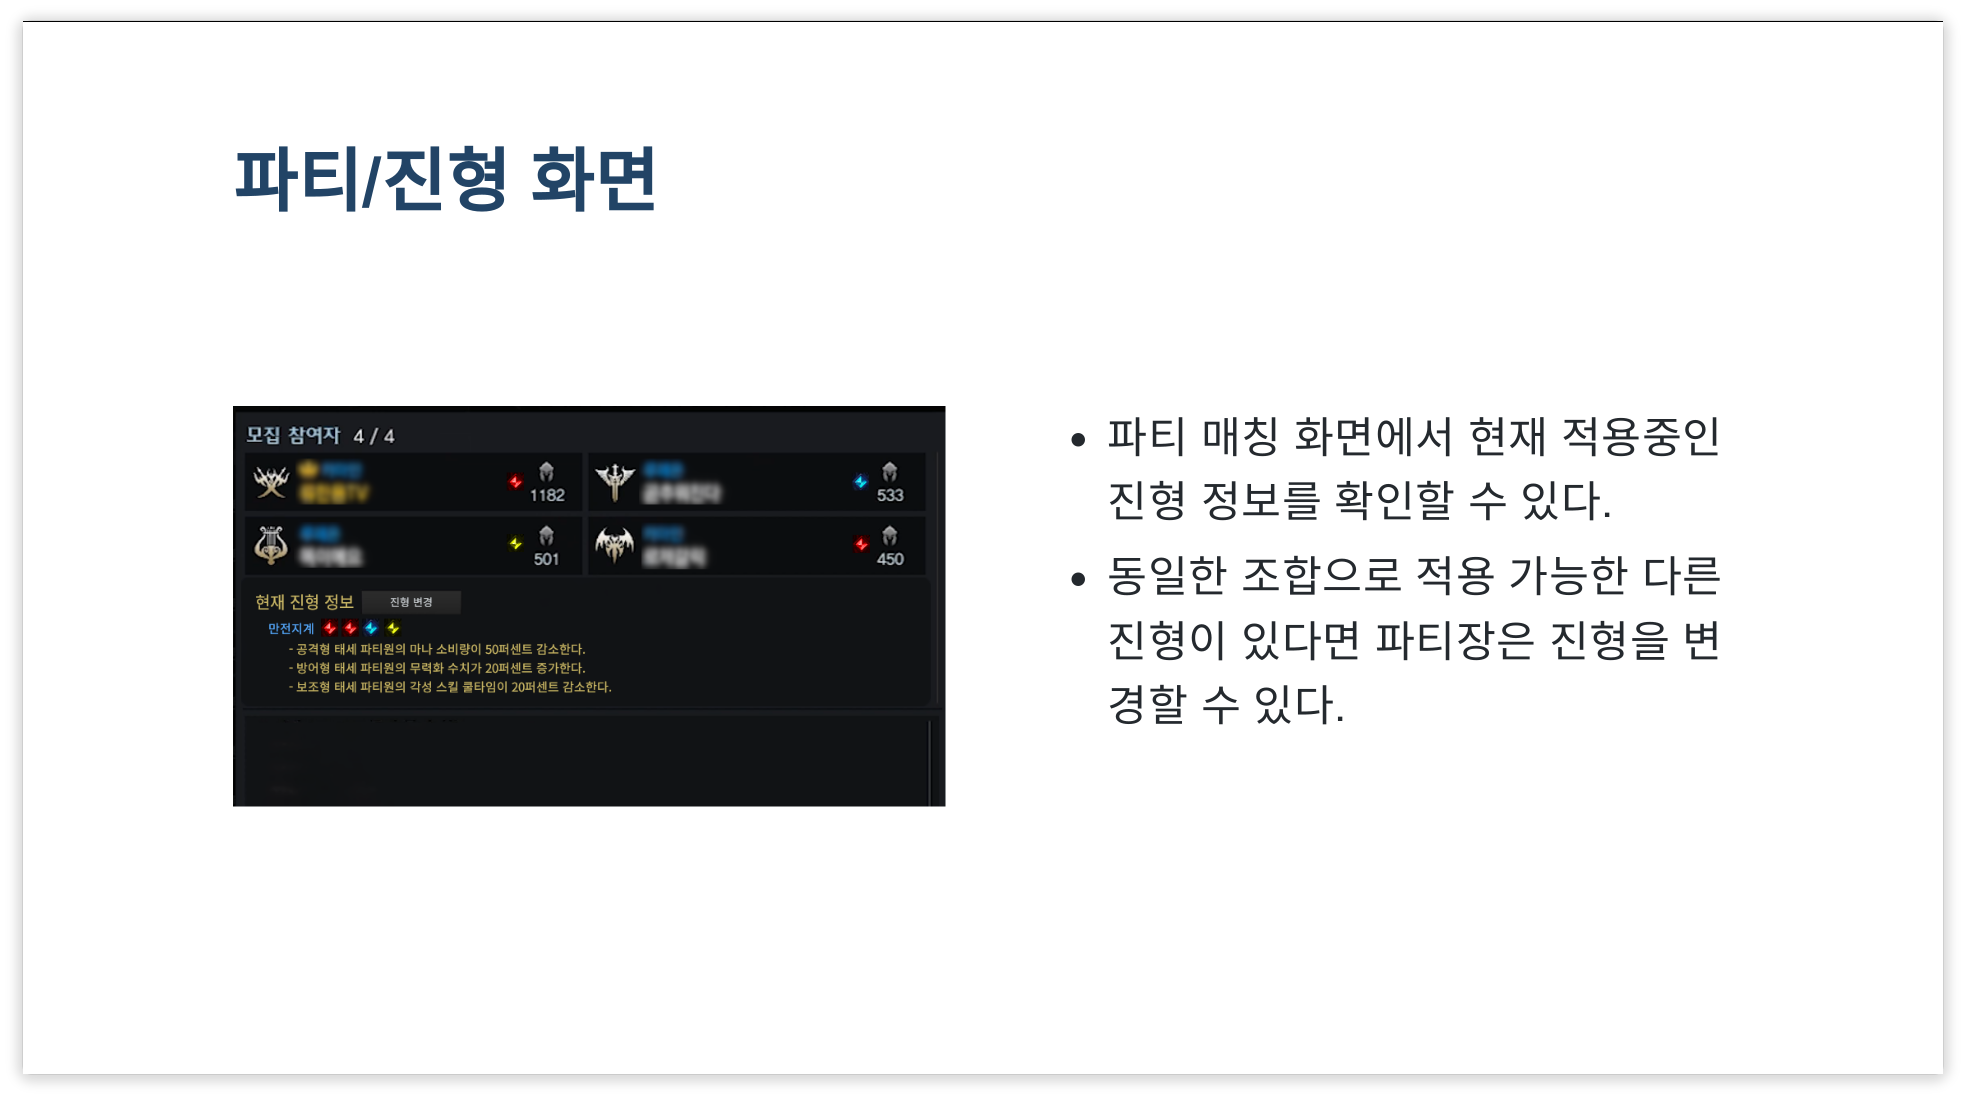 파티/진형 화면
모집 참여자 4 / 4
1182
533
501
450
현재 진형 정보 진형 변경
만전지계
- 공격형 태세 파티원의 마나 소비량이 50퍼센트 감소한다.
- 방어형 태세 파티원의 무력화 수치가 20퍼센트 증가한다.
- 보조형 태세 파티원의 각성 스킬 쿨타임이 20퍼센트 감소한다.
• 파티 매칭 화면에서 현재 적용중인
진형 정보를 확인할 수 있다.
• 동일한 조합으로 적용 가능한 다른
진형이 있다면 파티장은 진형을 변
경할 수 있다.